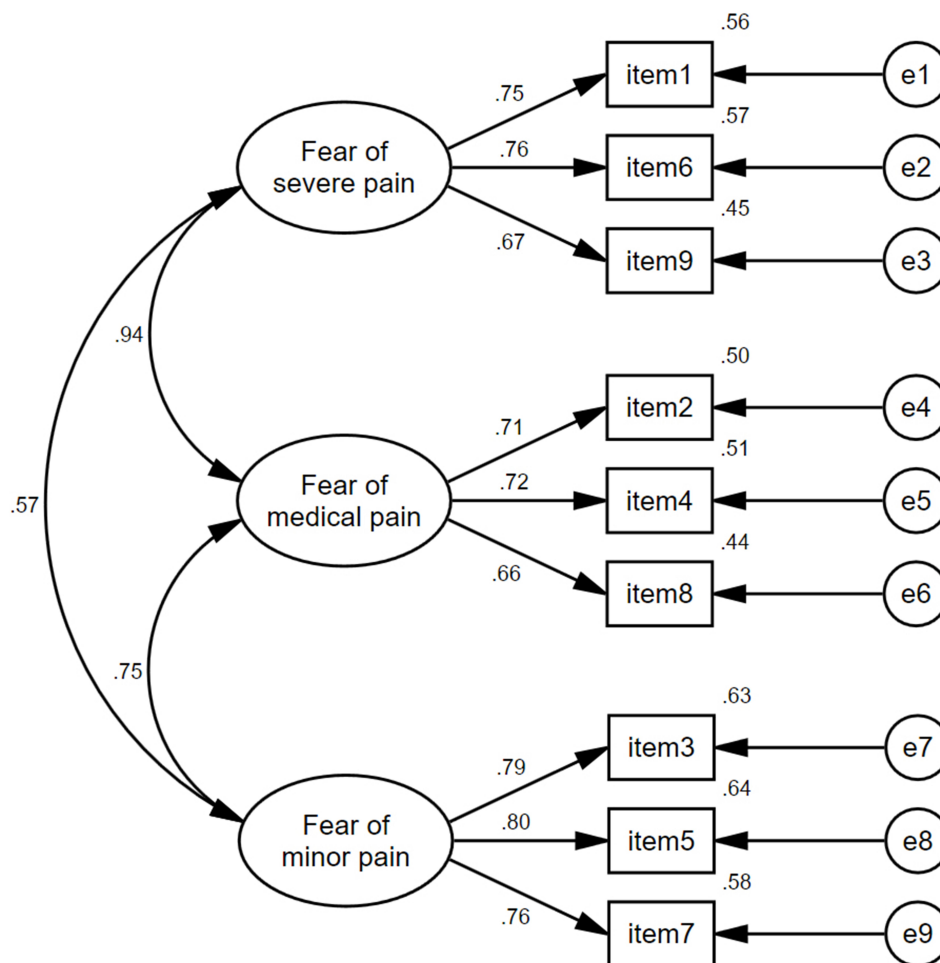 .56
.75
item1
e1
Fear of
severe pain
.57
.76
item6
e2
.45
.67
item9
e3
.94
.50
.71
item2
e4
.57
Fear of
medical pain
.51
.72
item4
e5
.44
.66
item8
e6
.75
.63
.79
item3
e7
Fear of
minor pain
.64
.80
item5
e8
.58
.76
item7
e9